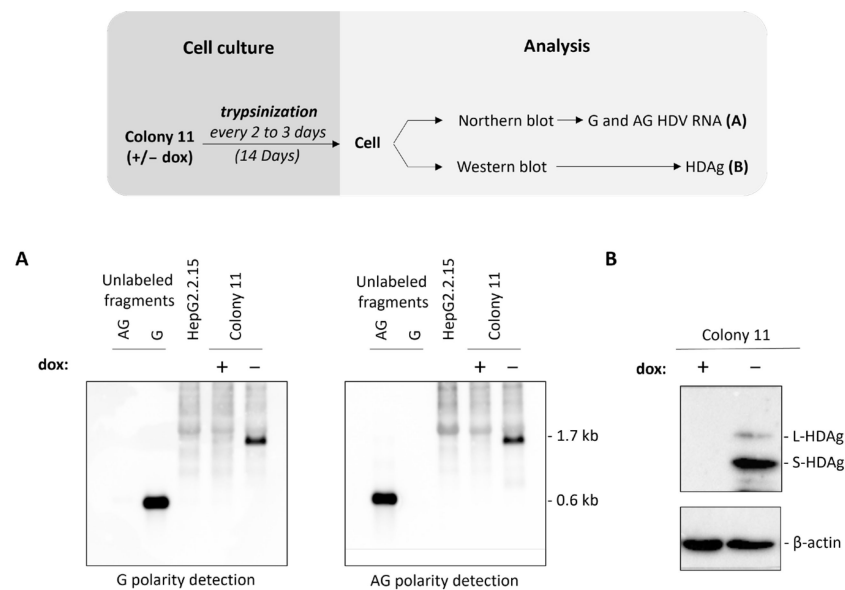 Cell culture
Analysis
Colony 11
(+/− dox)
trypsinization
every 2 to 3 days
(14 Days)
Cell
Northern blot
G and AG HDV RNA (A)
Western blot
HDAg (B)
A
Unlabeled
fragments
AG
G
HepG2.2.15
Colony 11
dox:
+
−
G polarity detection
Unlabeled
fragments
AG
G
HepG2.2.15
Colony 11
+
−
- 1.7 kb
- 0.6 kb
AG polarity detection
B
Colony 11
dox:
+
−
- L-HDAg
- S-HDAg
- β-actin